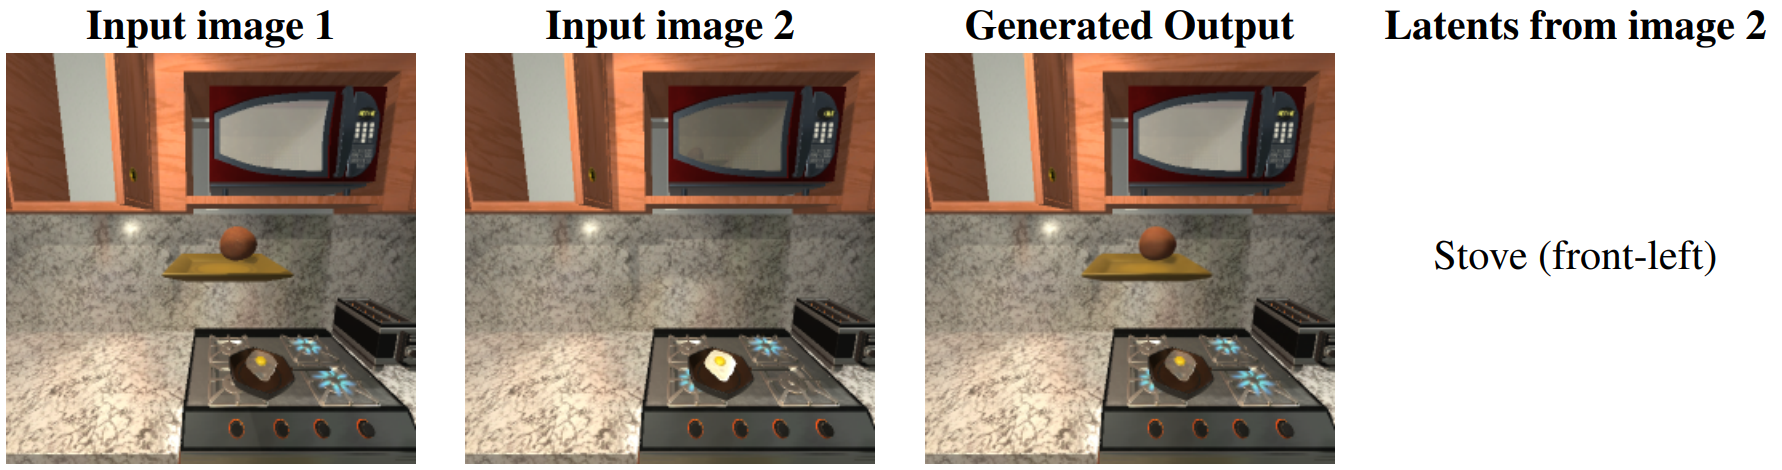 Input image 1
Input image 2
Generated Output
Latents from image 2
Stove (front-left)